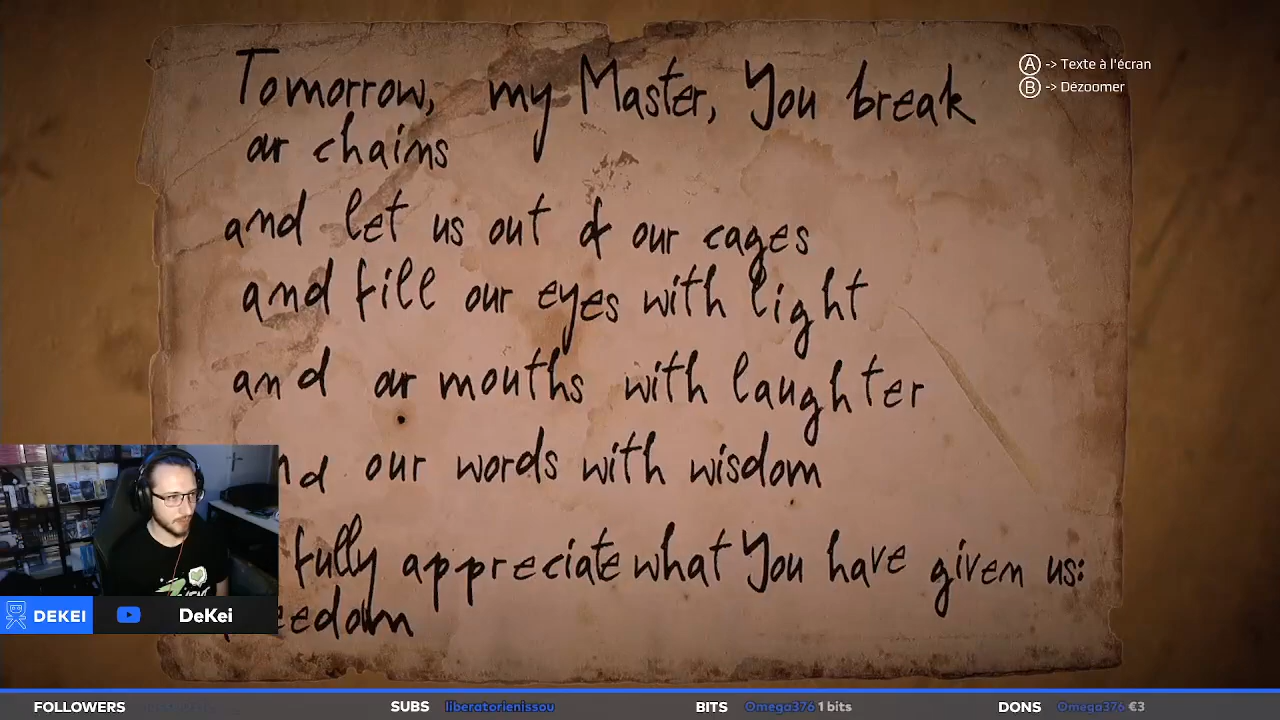 Tomorrow, my Master, You break
ar chains
and let us out of our cages
and fill our eyes with light
and ar mouths with laughter
nd our words with wisdom
fully appreciate what You have given us:
eedom
A -> Texte à l'écran
B -> Dézoomer
DEKEI
DeKei
FOLLOWERS
SUBS liberatorienissou
BITS Omega376 1 bits
DONS Omega376 €3